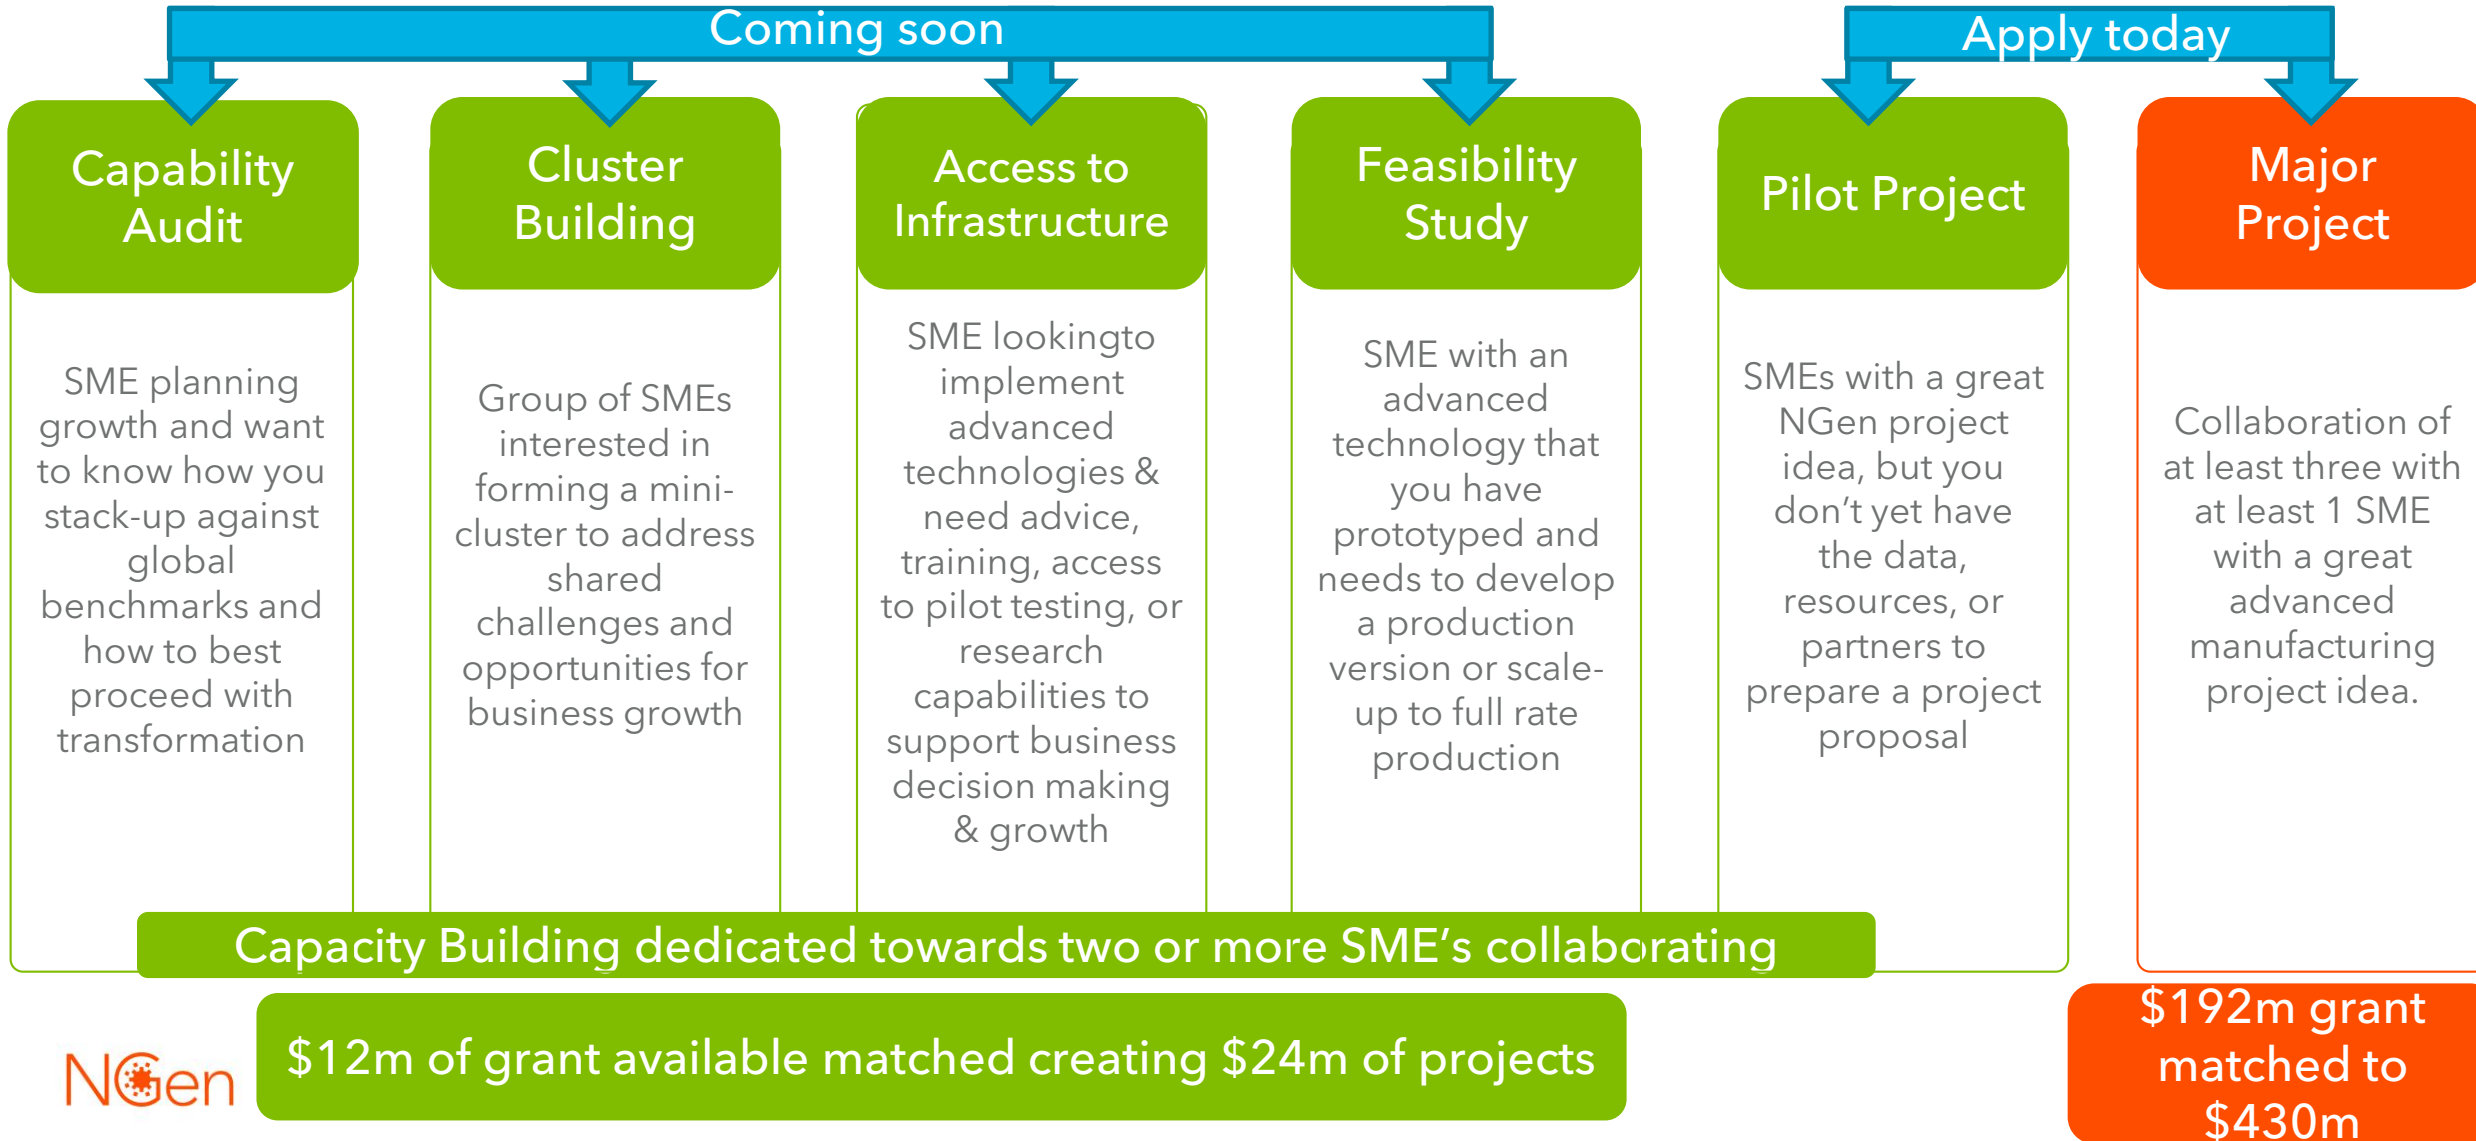 Coming soon
Apply today
Capability
Audit
SME planning
growth and want
to know how you
stack-up against
global
benchmarks and
how to best
proceed with
transformation
Cluster
Building
Group of SMEs
interested in
forming a mini-
cluster to address
shared
challenges and
opportunities for
business growth
Access to
Infrastructure
SME lookingto
implement
advanced
technologies &
need advice,
training, access
to pilot testing, or
research
capabilities to
support business
decision making
& growth
Feasibility
Study
SME with an
advanced
technology that
you have
prototyped and
needs to develop
a production
version or scale-
up to full rate
production
Pilot Project
SMEs with a great
NGen project
idea, but you
don’t yet have
the data,
resources, or
partners to
prepare a project
proposal
Major
Project
Collaboration of
at least three with
at least 1 SME
with a great
advanced
manufacturing
project idea.
Capacity Building dedicated towards two or more SME’s collaborating
NGen
$12m of grant available matched creating $24m of projects
$192m grant
matched to
$430m